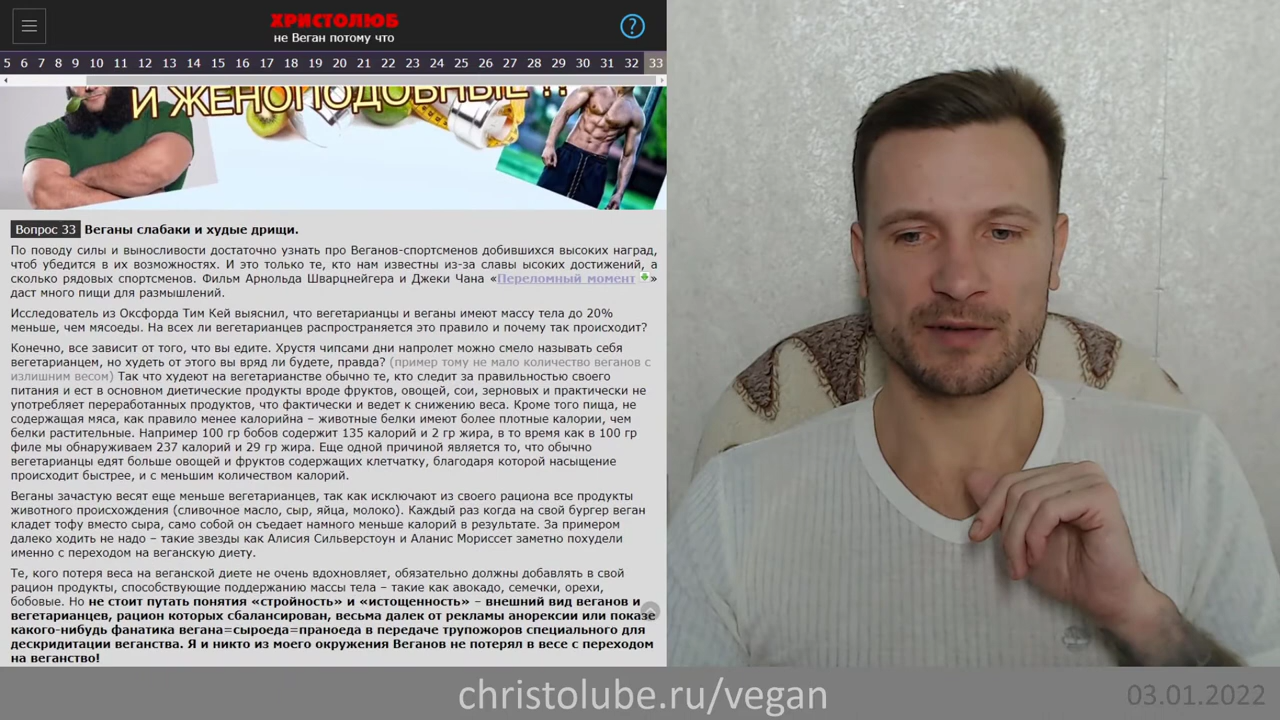 ХРИСТОЛЮБ
не Веган потому что
?
5 6 7 8 9 10 11 12 13 14 15 16 17 18 19 20 21 22 23 24 25 26 27 28 29 30 31 32 33
И ЖЕНОПОДОБНЫЕ ?!
Вопрос 33 Веганы слабаки и худые дрищи.
По поводу силы и выносливости достаточно узнать про Веганов-спортсменов добившихся высоких наград,
чтоб убедится в их возможностях. И это только те, кто нам известны из-за славы ысоких достижений, а
сколько рядовых спортсменов. Фильм Арнольда Шварцнейгера и Джеки Чана «Переломный момент »
даст много пищи для размышлений.
Исследователь из Оксфорда Тим Кей выяснил, что вегетарианцы и веганы имеют массу тела до 20%
меньше, чем мясоеды. На всех ли вегетарианцев распространяется это правило и почему так происходит?
Конечно, все зависит от того, что вы едите. Хрустя чипсами дни напролет можно смело называть себя
вегетарианцем, но худеть от этого вы вряд ли будете, правда? (пример тому не мало количество веганов с
излишним весом) Так что худеют на вегетарианстве обычно те, кто следит за правильностью своего
питания и ест в основном диетические продукты вроде фруктов, овощей, сои, зерновых и практически не
употребляет переработанных продуктов, что фактически и ведет к снижению веса. Кроме того пища, не
содержащая мяса, как правило менее калорийна – животные белки имеют более плотные калории, чем
белки растительные. Например 100 гр бобов содержит 135 калорий и 2 гр жира, в то время как в 100 гр
филе мы обнаруживаем 237 калорий и 29 гр жира. Еще одной причиной является то, что обычно
вегетарианцы едят больше овощей и фруктов содержащих клетчатку, благодаря которой насыщение
происходит быстрее, и с меньшим количеством калорий.
Веганы зачастую весят еще меньше вегетарианцев, так как исключают из своего рациона все продукты
животного происхождения (сливочное масло, сыр, яйца, молоко). Каждый раз когда на свой бургер веган
кладет тофу вместо сыра, само собой он съедает намного меньше калорий в результате. За примером
далеко ходить не надо – такие звезды как Алисия Сильверстоун и Аланис Мориссет заметно похудели
именно с переходом на веганскую диету.
Те, кого потеря веса на веганской диете не очень вдохновляет, обязательно должны добавлять в свой
рацион продукты, способствующие поддержанию массы тела – такие как авокадо, семечки, орехи,
бобовые. Но не стоит путать понятия «стройность» и «истощенность» – внешний вид веганов и
вегетарианцев, рацион которых сбалансирован, весьма далек от рекламы анорексии или показе
какого-нибудь фанатика вегана=сыроеда=праноеда в передаче трупожоров специального для
дескридитации веганства. Я и никто из моего окружения Веганов не потерял в весе с переходом
на веганство!
christolube.ru/vegan
03.01.2022